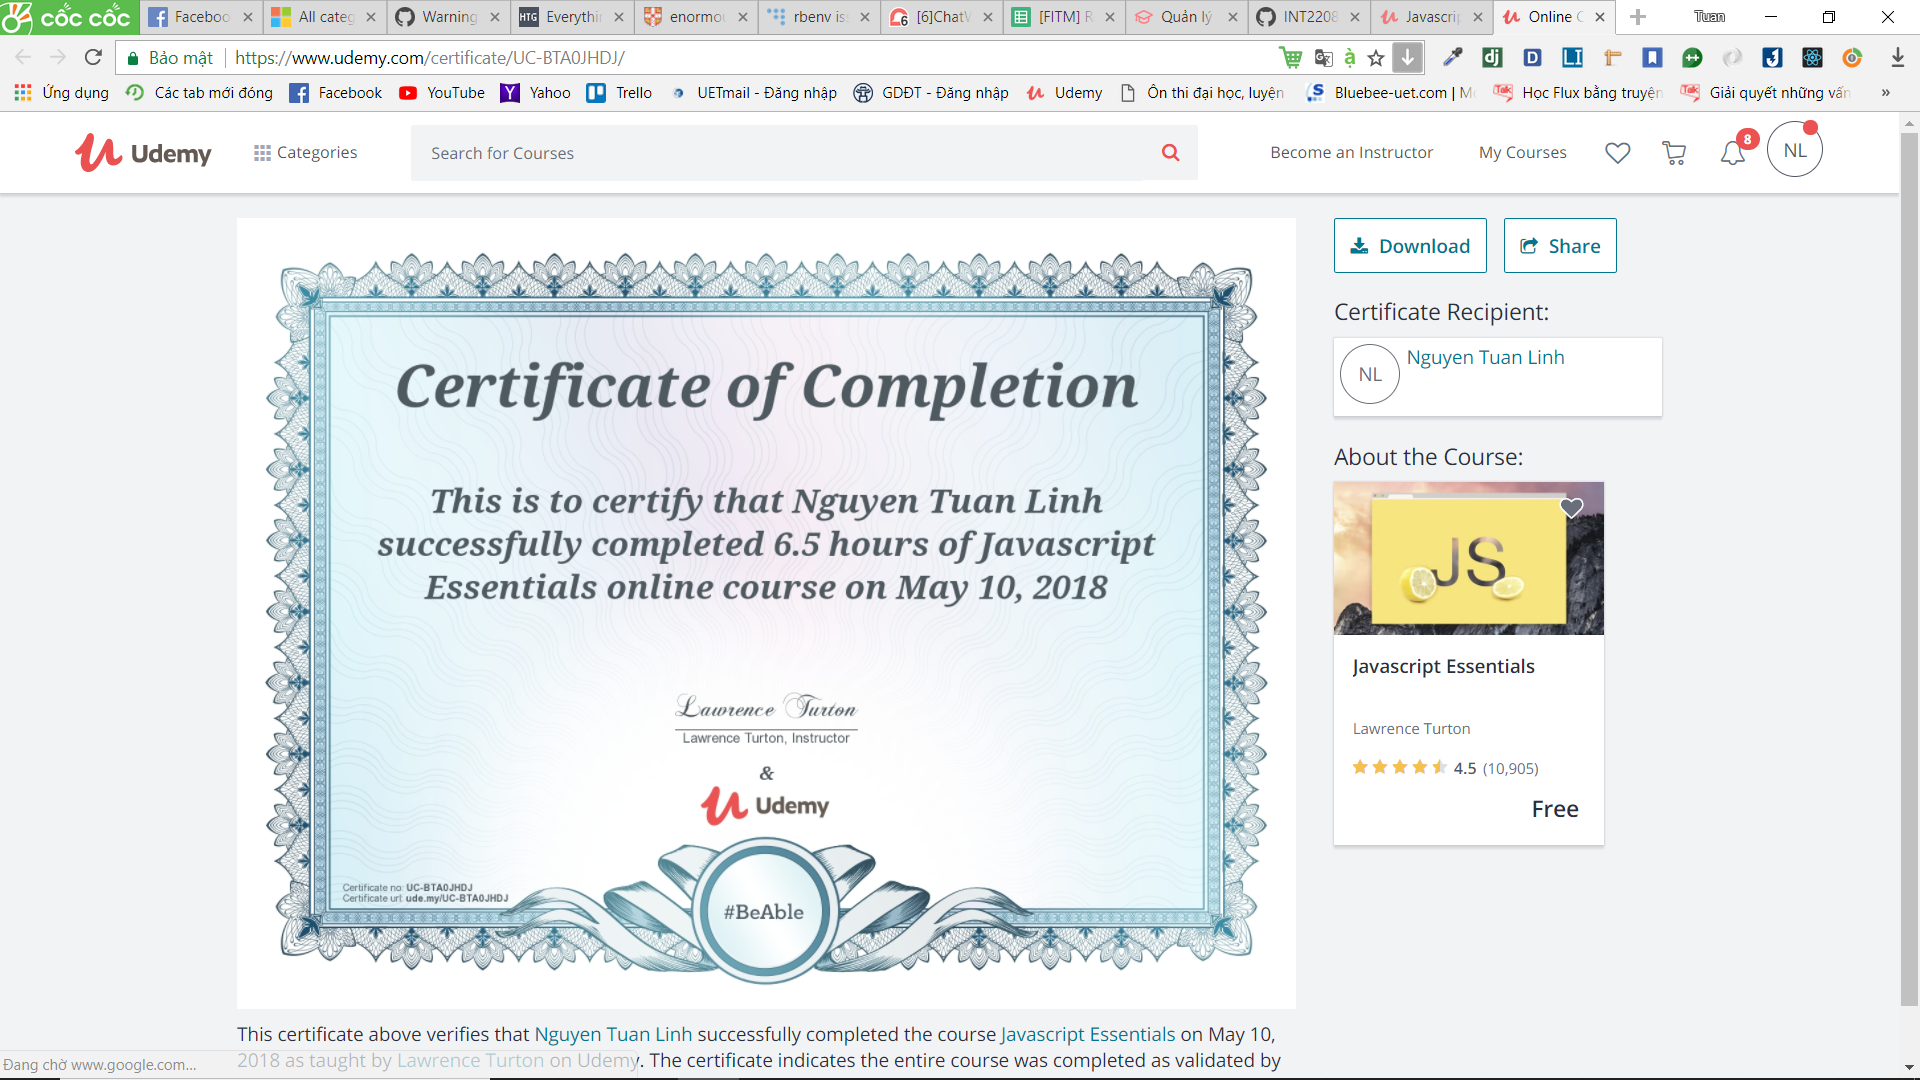 cốc cốc
Faceboo
All categ
Warning
HTG Everythi
enormou
rbenv iss
[6]ChatV
[FITM] R
Quản lý
INT2208
Javascrip
Online C
Tuan
Bảo mật
https://www.udemy.com/certificate/UC-BTA0JHDJ/
Ứng dụng
Các tab mới đóng
Facebook
YouTube
Yahoo
Trello
UETmail - Đăng nhập
GDĐT - Đăng nhập
Udemy
Ôn thi đại học, luyện
Bluebee-uet.com | Mc
Học Flux bằng truyện
Giải quyết những vấn
»
Udemy
Categories
Search for Courses
Become an Instructor
My Courses
8
NL
Certificate of Completion
This is to certify that Nguyen Tuan Linh
successfully completed 6.5 hours of Javascript
Essentials online course on May 10, 2018
Lawrence Turton
Lawrence Turton, Instructor
&
Udemy
#BeAble
Certificate no: UC-BTA0JHDJ
Certificate url: ude.my/UC-BTA0JHDJ
Download
Share
Certificate Recipient:
NL
Nguyen Tuan Linh
About the Course:
JS
Javascript Essentials
Lawrence Turton
4.5 (10,905)
Free
This certificate above verifies that Nguyen Tuan Linh successfully completed the course Javascript Essentials on May 10,
2018 as taught by Lawrence Turton on Udemy. The certificate indicates the entire course was completed as validated by
Đang chờ www.google.com...